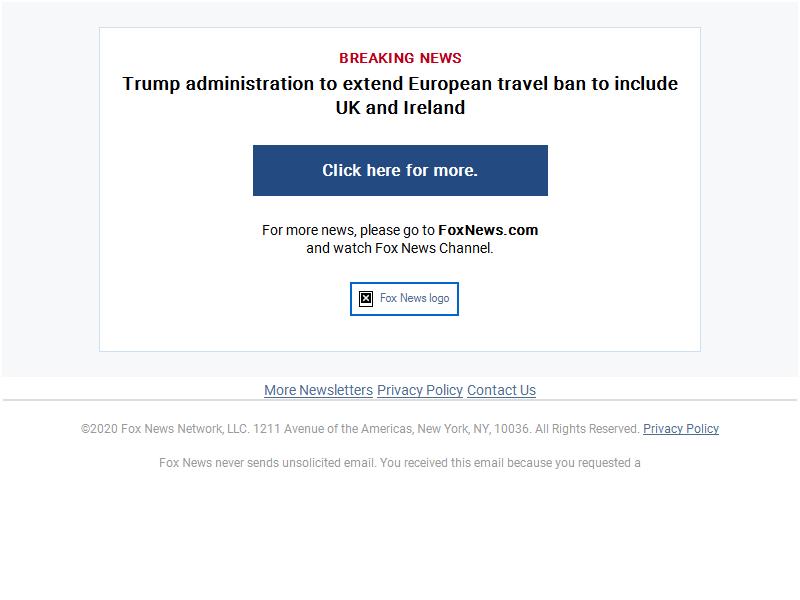 BREAKING NEWS
Trump administration to extend European travel ban to include
UK and Ireland
Click here for more.
For more news, please go to FoxNews.com
and watch Fox News Channel.
Fox News logo
More Newsletters Privacy Policy Contact Us
©2020 Fox News Network, LLC. 1211 Avenue of the Americas, New York, NY, 10036. All Rights Reserved. Privacy Policy
Fox News never sends unsolicited email. You received this email because you requested a